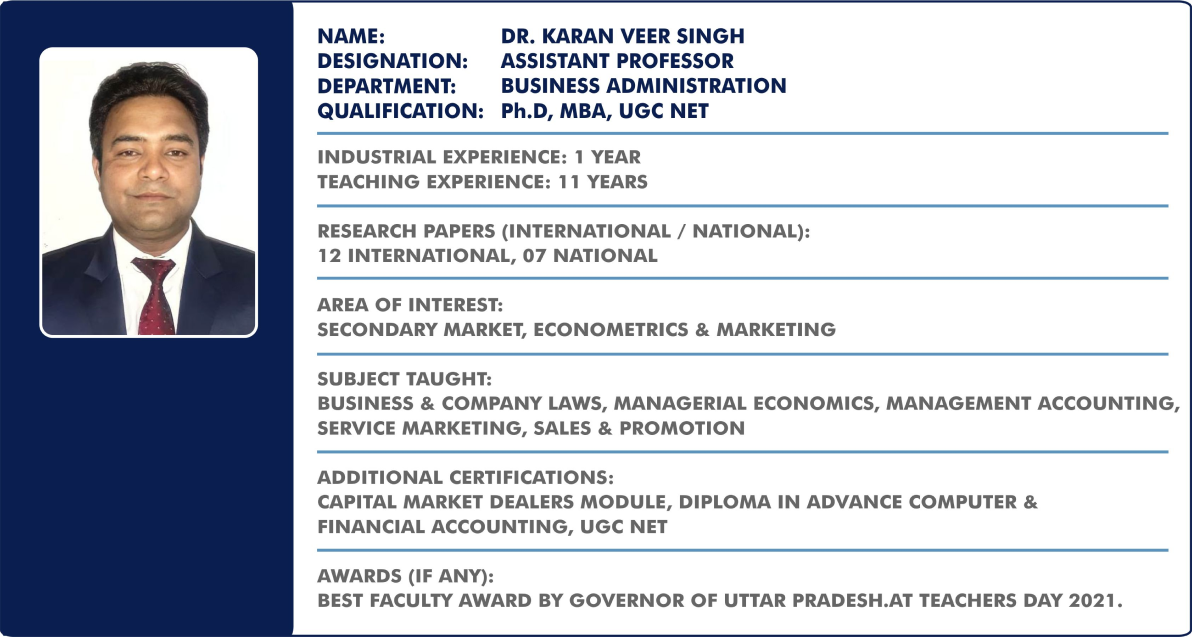 NAME: DR. KARAN VEER SINGH
DESIGNATION: ASSISTANT PROFESSOR
DEPARTMENT: BUSINESS ADMINISTRATION
QUALIFICATION: Ph.D, MBA, UGC NET
INDUSTRIAL EXPERIENCE: 1 YEAR
TEACHING EXPERIENCE: 11 YEARS
RESEARCH PAPERS (INTERNATIONAL / NATIONAL):
12 INTERNATIONAL, 07 NATIONAL
AREA OF INTEREST:
SECONDARY MARKET, ECONOMETRICS & MARKETING
SUBJECT TAUGHT:
BUSINESS & COMPANY LAWS, MANAGERIAL ECONOMICS, MANAGEMENT ACCOUNTING,
SERVICE MARKETING, SALES & PROMOTION
ADDITIONAL CERTIFICATIONS:
CAPITAL MARKET DEALERS MODULE, DIPLOMA IN ADVANCE COMPUTER &
FINANCIAL ACCOUNTING, UGC NET
AWARDS (IF ANY):
BEST FACULTY AWARD BY GOVERNOR OF UTTAR PRADESH.AT TEACHERS DAY 2021.